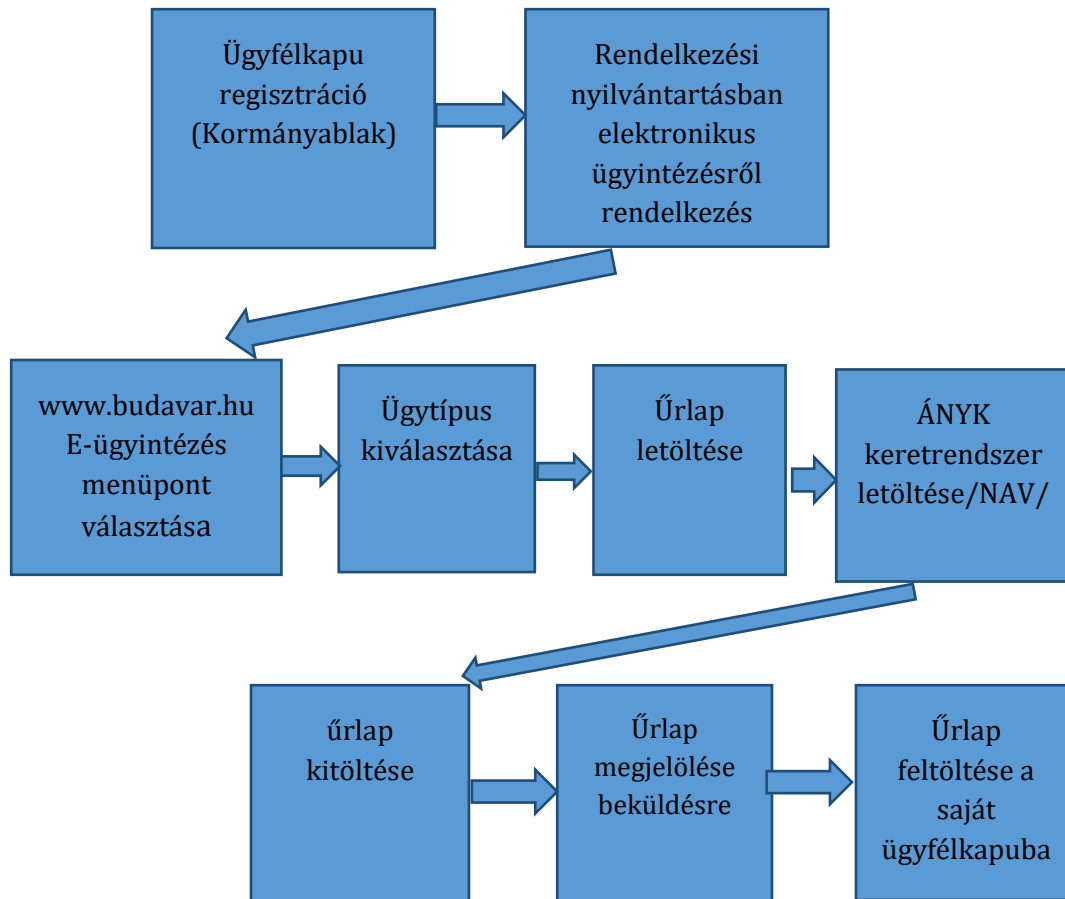 Ügyfélkapu
regisztráció
(Kormányablak)
Rendelkezési
nyilvántartásban
elektronikus
ügyintézésről
rendelkezés
www.budavar.hu
E-ügyintézés
menüpont
választása
Ügytípus
kiválasztása
Űrlap
letöltése
ÁNYK
keretrendszer
letöltése/NAV/
űrlap
kitöltése
Űrlap
megjelölése
beküldésre
Űrlap
feltöltése a
saját
ügyfélkapuba